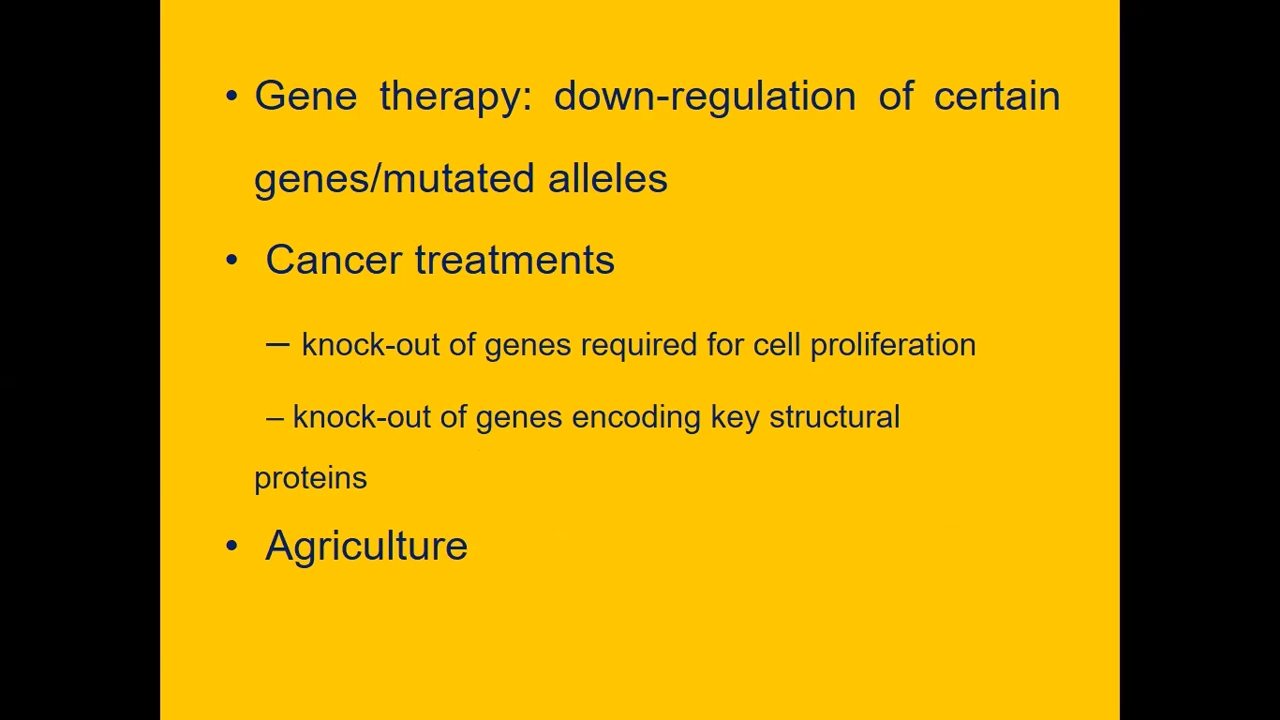 • Gene therapy: down-regulation of certain
genes/mutated alleles
• Cancer treatments
– knock-out of genes required for cell proliferation
– knock-out of genes encoding key structural
proteins
• Agriculture